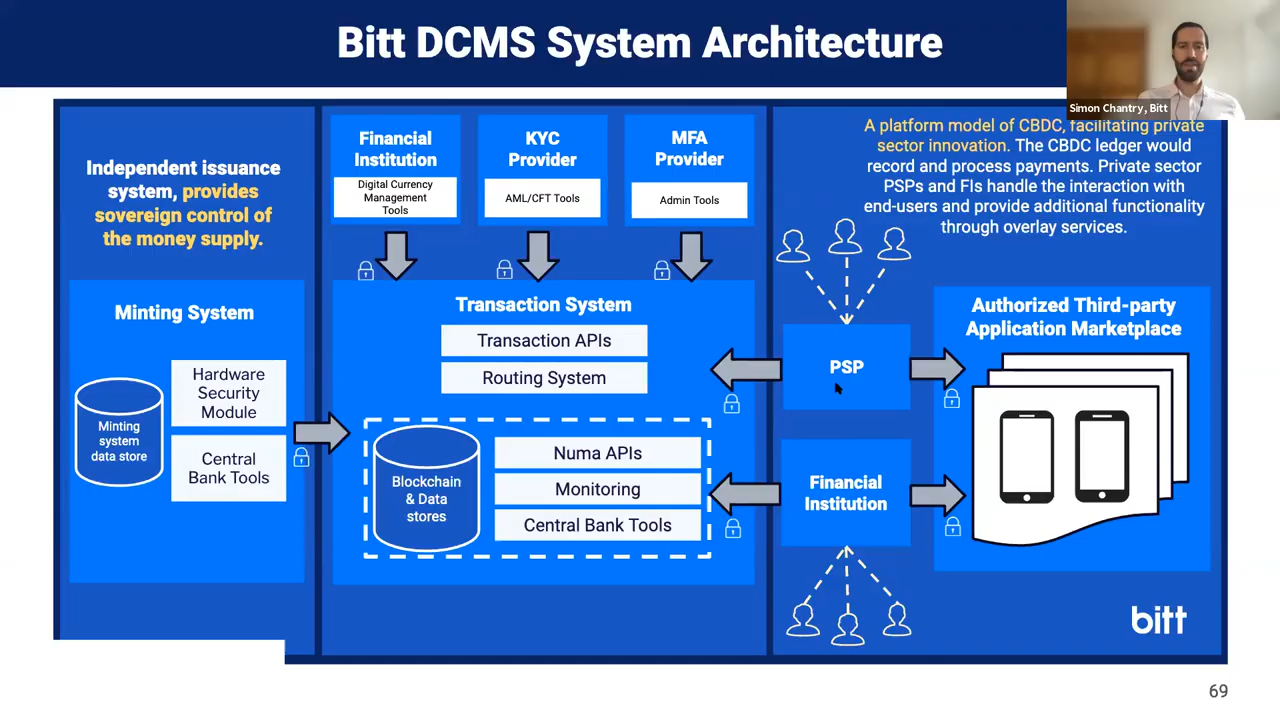 Bitt DCMS System Architecture
Simon Chantry, Bitt
Independent issuance
system, provides
sovereign control of
the money supply.
Minting System
Minting
system
data store
Hardware
Security
Module
Central
Bank Tools
Financial
Institution
Digital Currency
Management
Tools
KYC
Provider
AML/CFT Tools
MFA
Provider
Admin Tools
Transaction System
Transaction APIs
Routing System
Blockchain
& Data
stores
Numa APIs
Monitoring
Central Bank Tools
A platform model of CBDC, facilitating private
sector innovation. The CBDC ledger would
record and process payments. Private sector
PSPs and FIs handle the interaction with
end-users and provide additional functionality
through overlay services.
PSP
Financial
Institution
Authorized Third-party
Application Marketplace
bitt
69